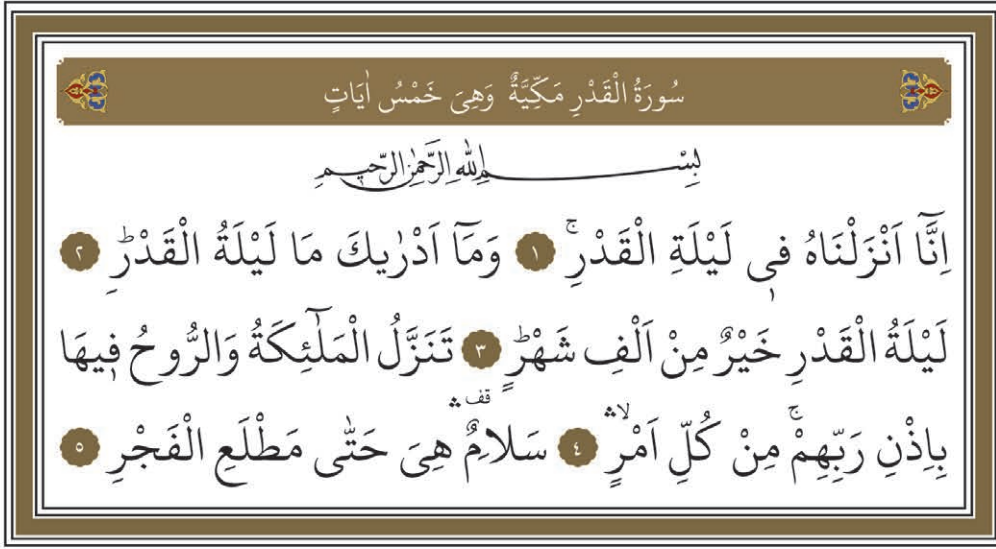 سُورَةُ الْقَدْرِ مَكِّيَّةٌ وَهِيَ خَمْسُ اٰيَاتٍ
بِسْمِ اللّٰهِ الرَّحْمٰنِ الرَّحِيمِ
اِنَّٓا اَنْزَلْنَاهُ ف۪ي لَيْلَةِ الْقَدْرِۚ ﴿١﴾ وَمَٓا اَدْرٰيكَ مَا لَيْلَةُ الْقَدْرِۜ ﴿٢﴾
لَيْلَةُ الْقَدْرِ خَيْرٌ مِنْ اَلْفِ شَهْرٍۜ ﴿٣﴾ تَنَزَّلُ الْمَلٰٓئِكَةُ وَالرُّوحُ ف۪يهَا
بِاِذْنِ رَبِّهِمْۚ مِنْ كُلِّ اَمْرٍۙۛ ﴿٤﴾ سَلَامٌ۠ۛ قف هِيَ حَتّٰى مَطْلَعِ الْفَجْرِ ﴿٥﴾